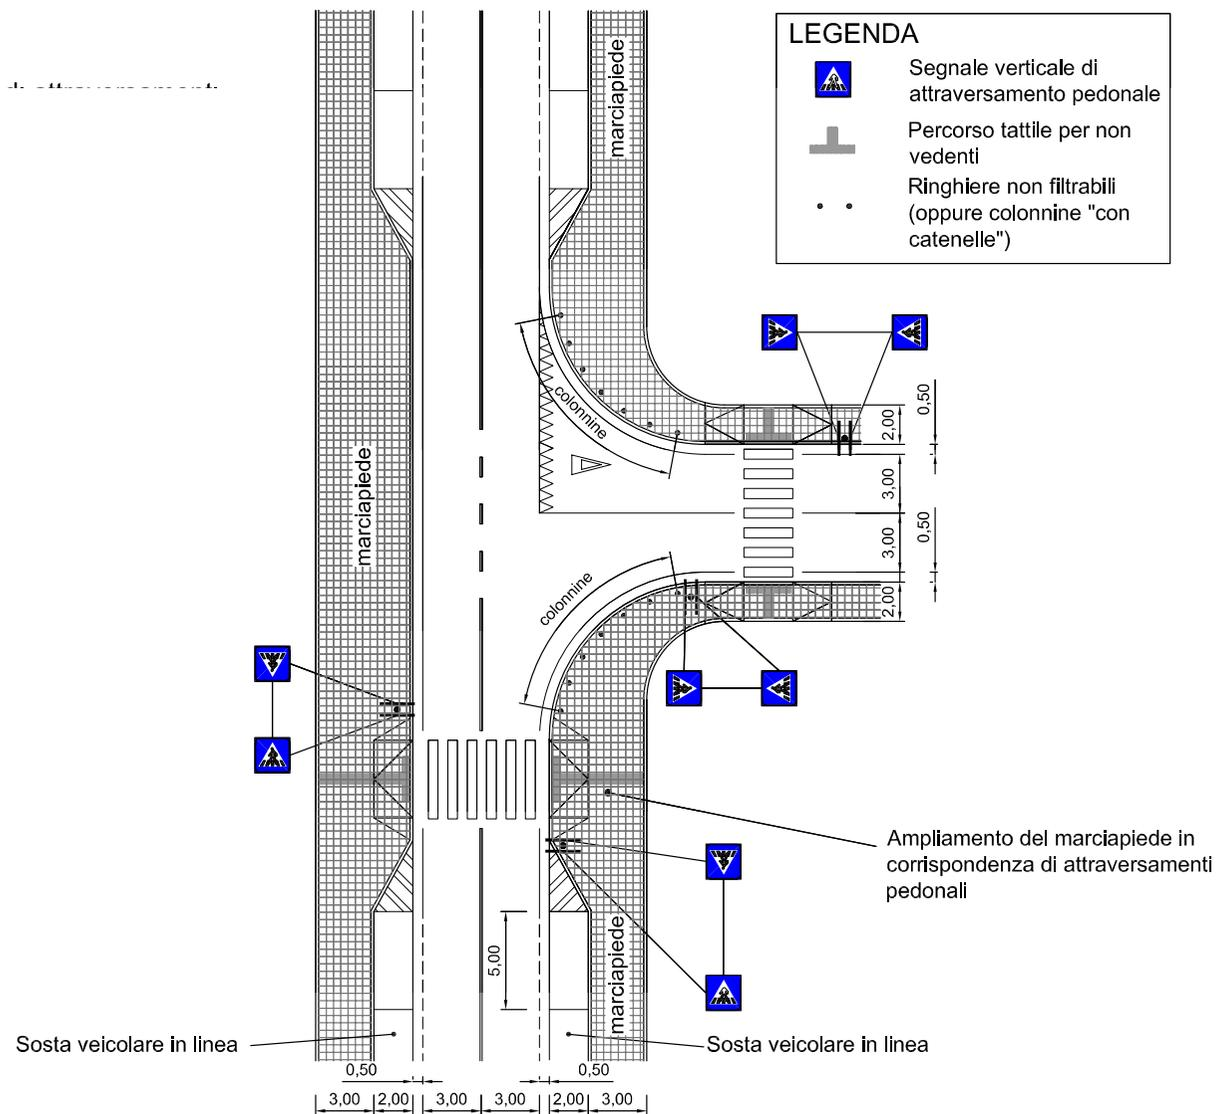 LEGENDA
Segnale verticale di
attraversamento pedonale
Percorso tattile per non
vedenti
Ringhiere non filtrabili
(oppure colonnine "con
catenelle")
marciapiede
marciapiede
colonnine
colonnine
2,00
0,50
3,00
3,00
0,50
2,00
Ampliamento del marciapiede in
corrispondenza di attraversamenti
pedonali
5,00
marciapiede
Sosta veicolare in linea
Sosta veicolare in linea
0,50
0,50
3,00
2,00
3,00
3,00
2,00
3,00